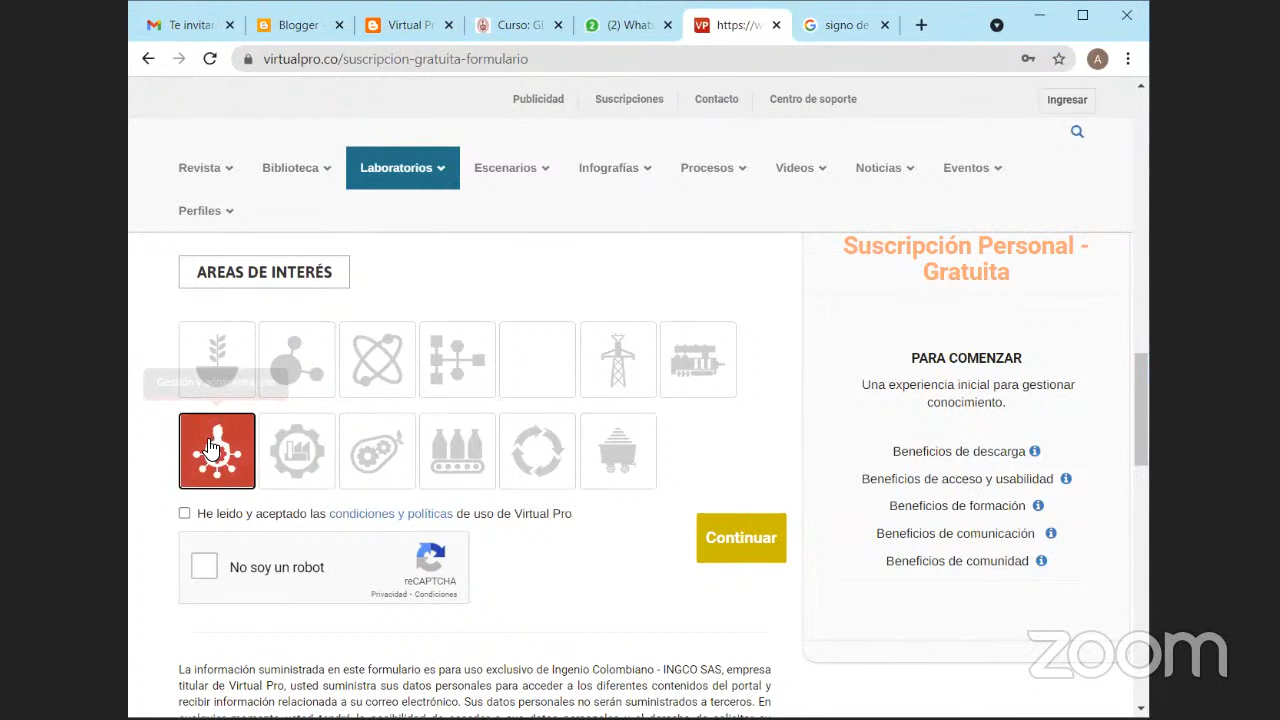 Te invitar
Blogger -
Virtual Pr
Curso: G
(2) Whats
https://w
signo de
virtualpro.co/suscripcion-gratuita-formulario
A
Publicidad
Suscripciones
Contacto
Centro de soporte
Ingresar
Revista
Biblioteca
Laboratorios
Escenarios
Infografías
Procesos
Videos
Noticias
Eventos
Perfiles
AREAS DE INTERÉS
He leido y aceptado las condiciones y políticas de uso de Virtual Pro
No soy un robot
reCAPTCHA
Privacidad - Condiciones
Continuar
La información suministrada en este formulario es para uso exclusivo de Ingenio Colombiano - INGCO SAS, empresa
titular de Virtual Pro, usted suministra sus datos personales para acceder a los diferentes contenidos del portal y
recibir información relacionada a su correo electrónico. Sus datos personales no serán suministrados a terceros. En
Suscripción Personal -
Gratuita
PARA COMENZAR
Una experiencia inicial para gestionar
conocimiento.
Beneficios de descarga
Beneficios de acceso y usabilidad
Beneficios de formación
Beneficios de comunicación
Beneficios de comunidad
zoom